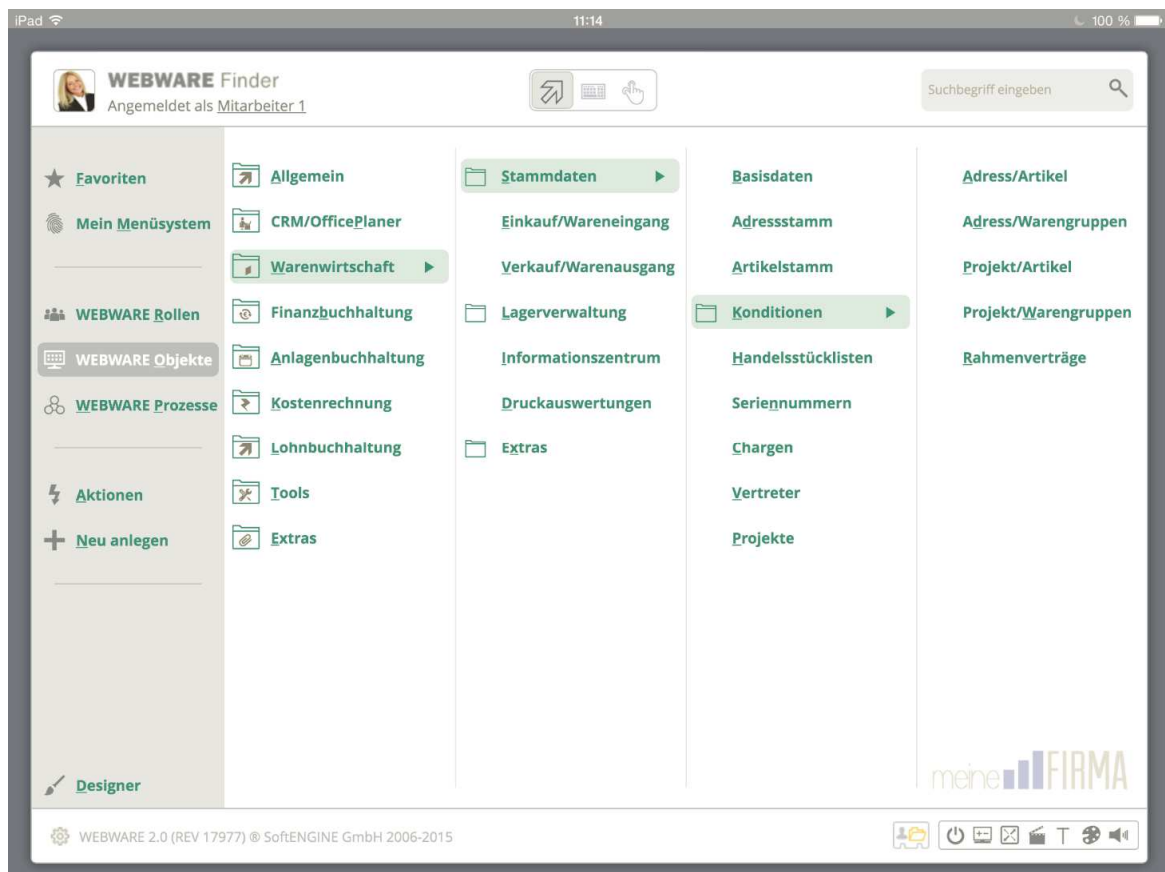 iPad
11:14
100 %
WEBWARE Finder
Angemeldet als Mitarbeiter 1
Suchbegriff eingeben
Favoriten
Mein Menüsystem
WEBWARE Rollen
WEBWARE Objekte
WEBWARE Prozesse
Aktionen
Neu anlegen
Designer
Allgemein
CRM/OfficePlaner
Warenwirtschaft
Finanzbuchhaltung
Anlagenbuchhaltung
Kostenrechnung
Lohnbuchhaltung
Tools
Extras
Stammdaten
Einkauf/Wareneingang
Verkauf/Warenausgang
Lagerverwaltung
Informationszentrum
Druckauswertungen
Extras
Basisdaten
Adressstamm
Artikelstamm
Konditionen
Handelsstücklisten
Seriennummern
Chargen
Vertreter
Projekte
Adress/Artikel
Adress/Warengruppen
Projekt/Artikel
Projekt/Warengruppen
Rahmenverträge
meine FIRMA
WEBWARE 2.0 (REV 17977) ® SoftENGINE GmbH 2006-2015
T